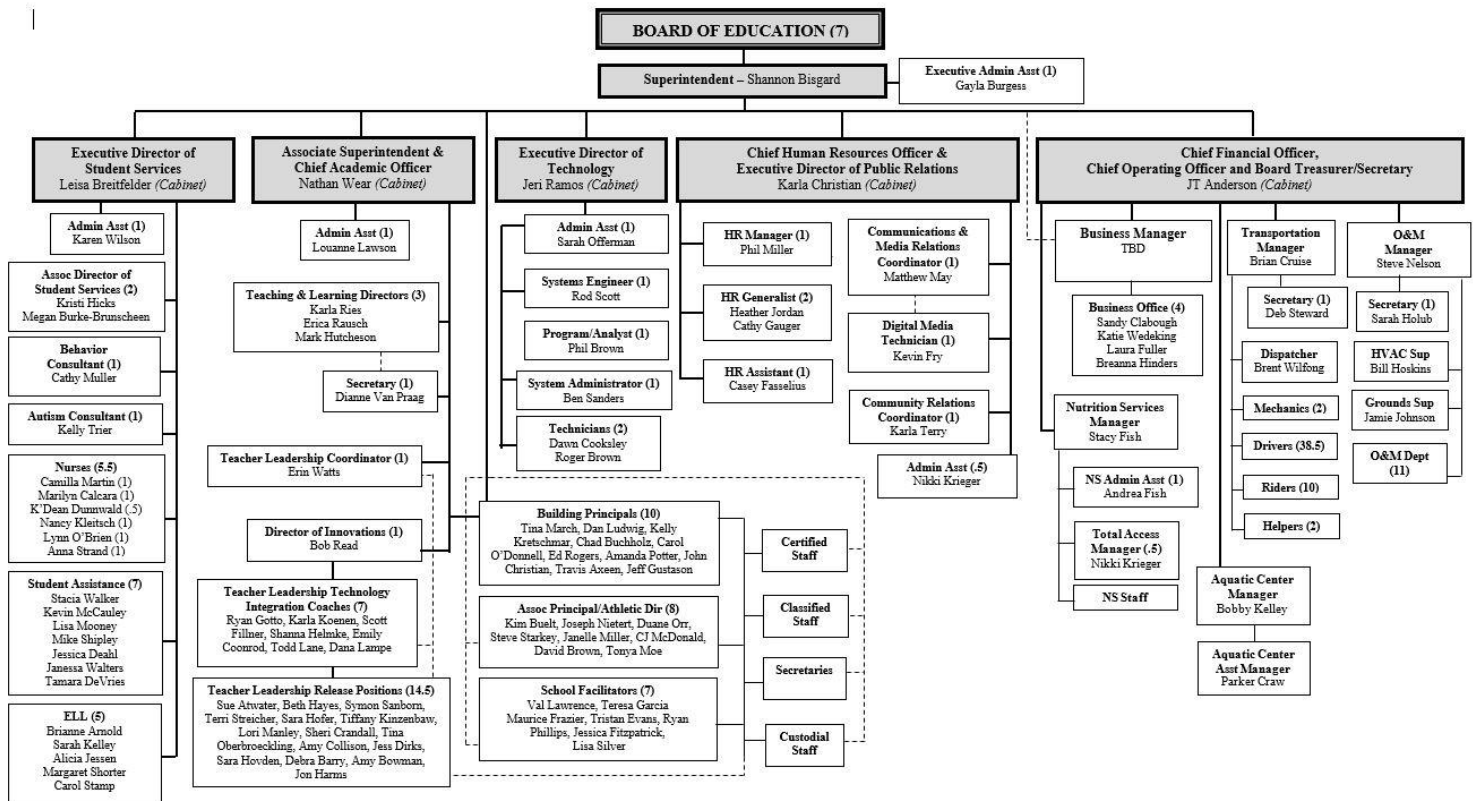 BOARD OF EDUCATION (7)
Superintendent – Shannon Bisgard
Executive Admin Asst (1)
Gayla Burgess
Executive Director of
Student Services
Leisa Breitfelder (Cabinet)
Admin Asst (1)
Karen Wilson
Assoc Director of
Student Services (2)
Kristi Hicks
Megan Burke-Brunscheen
Behavior
Consultant (1)
Cathy Muller
Autism Consultant (1)
Kelly Trier
Nurses (5.5)
Camilla Martin (1)
Marilyn Calcara (1)
K'Dean Dunnwald (.5)
Nancy Kleitsch (1)
Lynn O'Brien (1)
Anna Strand (1)
Student Assistance (7)
Stacia Walker
Kevin McCauley
Lisa Mooney
Mike Shipley
Jessica Deahl
Janessa Walters
Tamara DeVries
ELL (5)
Brianne Arnold
Sarah Kelley
Alicia Jessen
Margaret Shorter
Carol Stamp
Associate Superintendent &
Chief Academic Officer
Nathan Wear (Cabinet)
Admin Asst (1)
Louanne Lawson
Teaching & Learning Directors (3)
Karla Ries
Erica Rausch
Mark Hutcheson
Secretary (1)
Dianne Van Praag
Teacher Leadership Coordinator (1)
Erin Watts
Director of Innovations (1)
Bob Read
Teacher Leadership Technology
Integration Coaches (7)
Ryan Gotto, Karla Koenen, Scott
Fillner, Shanna Helmke, Emily
Coonrod, Todd Lane, Dana Lampe
Teacher Leadership Release Positions (14.5)
Sue Atwater, Beth Hayes, Symon Sanborn,
Terri Streicher, Sara Hofer, Tiffany Kinzenbaw,
Lori Manley, Sheri Crandall, Tina
Oberbroeckling, Amy Collison, Jess Dirks,
Sara Hovden, Debra Barry, Amy Bowman,
Jon Harms
Executive Director of
Technology
Jeri Ramos (Cabinet)
Admin Asst (1)
Sarah Offerman
Systems Engineer (1)
Rod Scott
Program/Analyst (1)
Phil Brown
System Administrator (1)
Ben Sanders
Technicians (2)
Dawn Cooksley
Roger Brown
Building Principals (10)
Tina March, Dan Ludwig, Kelly
Kretschmar, Chad Buchholz, Carol
O'Donnell, Ed Rogers, Amanda Potter, John
Christian, Travis Axeen, Jeff Gustason
Assoc Principal/Athletic Dir (8)
Kim Buelt, Joseph Nietert, Duane Orr,
Steve Starkey, Janelle Miller, CJ McDonald,
David Brown, Tonya Moe
School Facilitators (7)
Val Lawrence, Teresa Garcia
Maurice Frazier, Tristan Evans, Ryan
Phillips, Jessica Fitzpatrick,
Lisa Silver
Certified
Staff
Classified
Staff
Secretaries
Custodial
Staff
Chief Human Resources Officer &
Executive Director of Public Relations
Karla Christian (Cabinet)
HR Manager (1)
Phil Miller
HR Generalist (2)
Heather Jordan
Cathy Gauger
HR Assistant (1)
Casey Fasselius
Communications &
Media Relations
Coordinator (1)
Matthew May
Digital Media
Technician (1)
Kevin Fry
Community Relations
Coordinator (1)
Karla Terry
Admin Asst (.5)
Nikki Krieger
Chief Financial Officer,
Chief Operating Officer and Board Treasurer/Secretary
JT Anderson (Cabinet)
Business Manager
TBD
Business Office (4)
Sandy Clabough
Katie Wedeking
Laura Fuller
Breanna Hinders
Nutrition Services
Manager
Stacy Fish
NS Admin Asst (1)
Andrea Fish
Total Access
Manager (.5)
Nikki Krieger
NS Staff
Transportation
Manager
Brian Cruise
Secretary (1)
Deb Steward
Dispatcher
Brent Wilfong
Mechanics (2)
Drivers (38.5)
Riders (10)
Helpers (2)
Aquatic Center
Manager
Bobby Kelley
Aquatic Center
Asst Manager
Parker Craw
O&M
Manager
Steve Nelson
Secretary (1)
Sarah Holub
HVAC Sup
Bill Hoskins
Grounds Sup
Jamie Johnson
O&M Dept
(11)